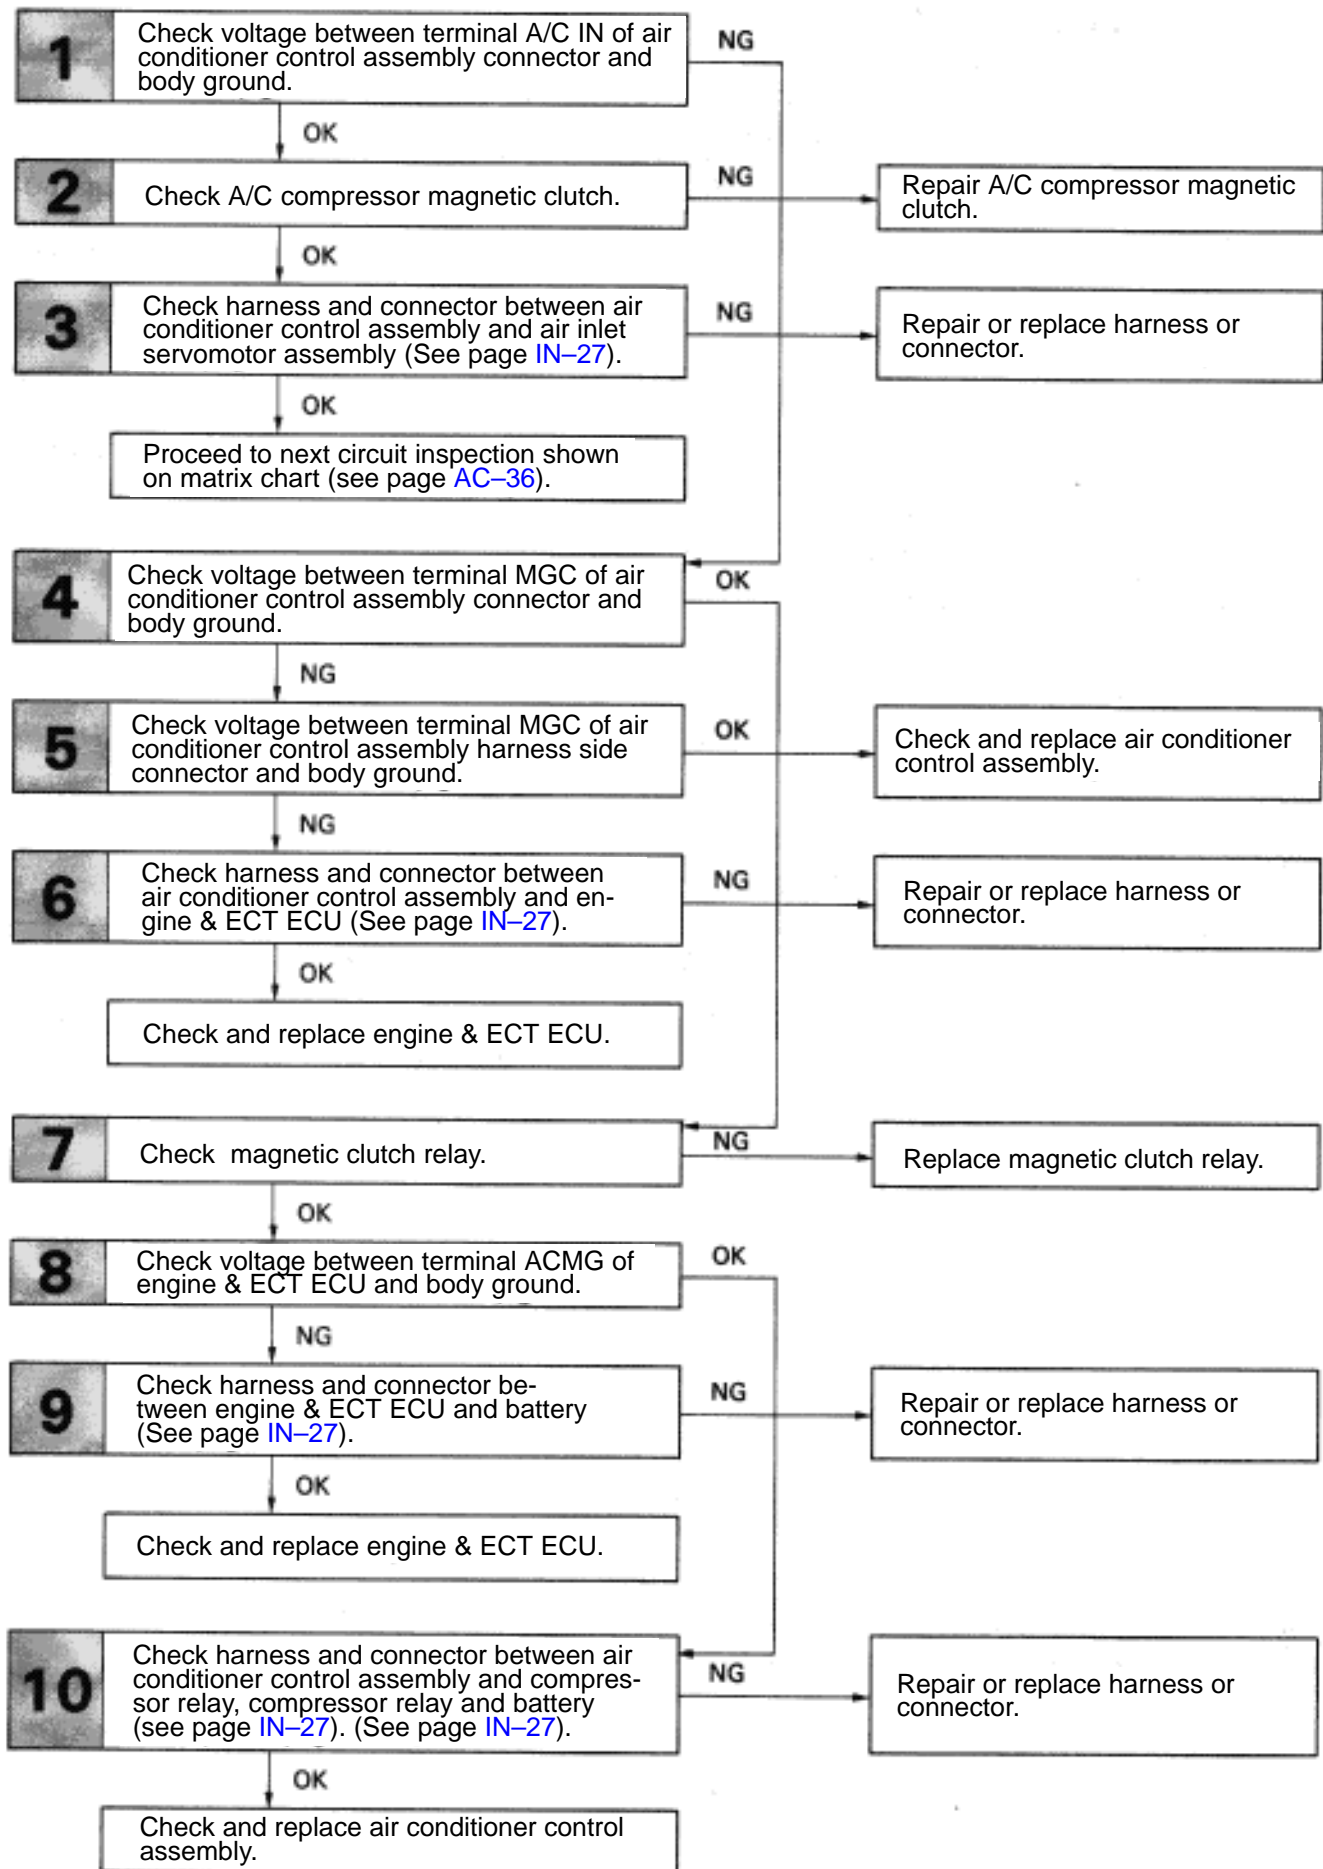 1
Check voltage between terminal A/C IN of air
conditioner control assembly connector and
body ground.
NG
OK
2
Check A/C compressor magnetic clutch.
NG
Repair A/C compressor magnetic
clutch.
OK
3
Check harness and connector between air
conditioner control assembly and air inlet
servomotor assembly (See page IN–27).
NG
Repair or replace harness or
connector.
OK
Proceed to next circuit inspection shown
on matrix chart (see page AC–36).
4
Check voltage between terminal MGC of air
conditioner control assembly connector and
body ground.
OK
NG
5
Check voltage between terminal MGC of air
conditioner control assembly harness side
connector and body ground.
OK
Check and replace air conditioner
control assembly.
NG
6
Check harness and connector between
air conditioner control assembly and en-
gine & ECT ECU (See page IN–27).
NG
Repair or replace harness or
connector.
OK
Check and replace engine & ECT ECU.
7
Check magnetic clutch relay.
NG
Replace magnetic clutch relay.
OK
8
Check voltage between terminal ACMG of
engine & ECT ECU and body ground.
OK
NG
9
Check harness and connector be-
tween engine & ECT ECU and battery
(See page IN–27).
NG
Repair or replace harness or
connector.
OK
Check and replace engine & ECT ECU.
10
Check harness and connector between air
conditioner control assembly and compres-
sor relay, compressor relay and battery
(see page IN–27). (See page IN–27).
NG
Repair or replace harness or
connector.
OK
Check and replace air conditioner control
assembly.